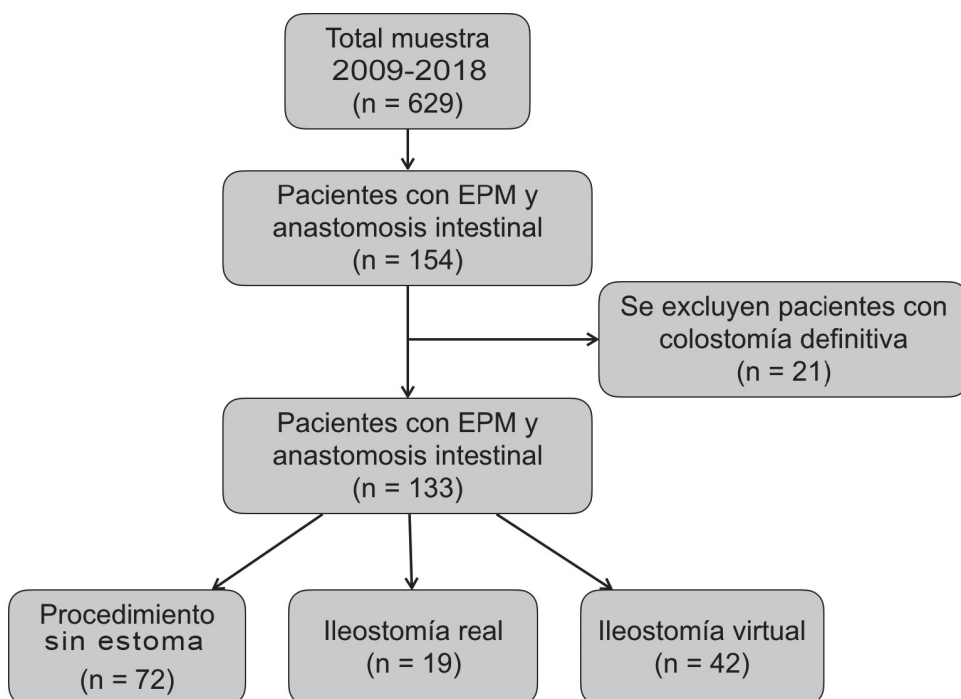 Total muestra
2009-2018
(n = 629)
Pacientes con EPM y
anastomosis intestinal
(n = 154)
Se excluyen pacientes con
colostomía definitiva
(n = 21)
Pacientes con EPM y
anastomosis intestinal
(n = 133)
Procedimiento
sin estoma
(n = 72)
Ileostomía real
(n = 19)
Ileostomía virtual
(n = 42)